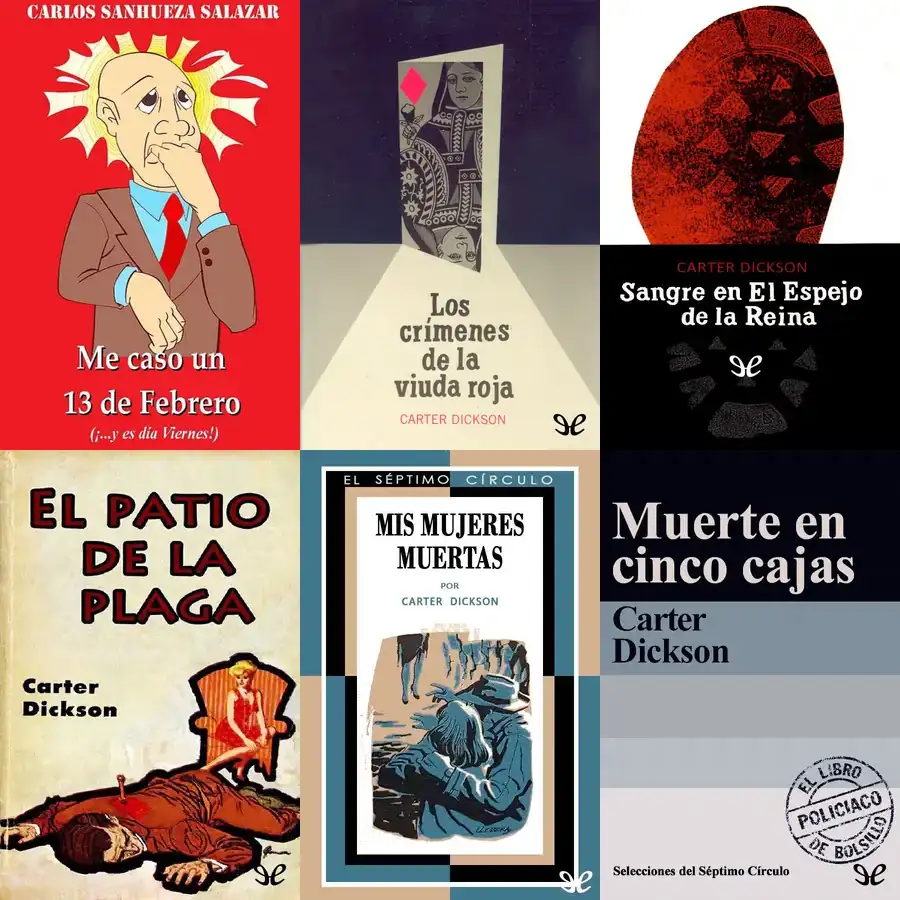 CARLOS SANHUEZA SALAZAR
Me caso un
13 de Febrero
(¡...y es día Viernes!)
Los
crímenes
de la
viuda roja
CARTER DICKSON
CARTER DICKSON
Sangre en El Espejo
de la Reina
EL PATIO
DE LA
PLAGA
Carter
Dickson
EL SÉPTIMO CÍRCULO
MIS MUJERES
MUERTAS
POR
CARTER DICKSON
Muerte en
cinco cajas
Carter
Dickson
EL LIBRO
POLICIACO
DE BOLSILLO
Selecciones del Séptimo Círculo